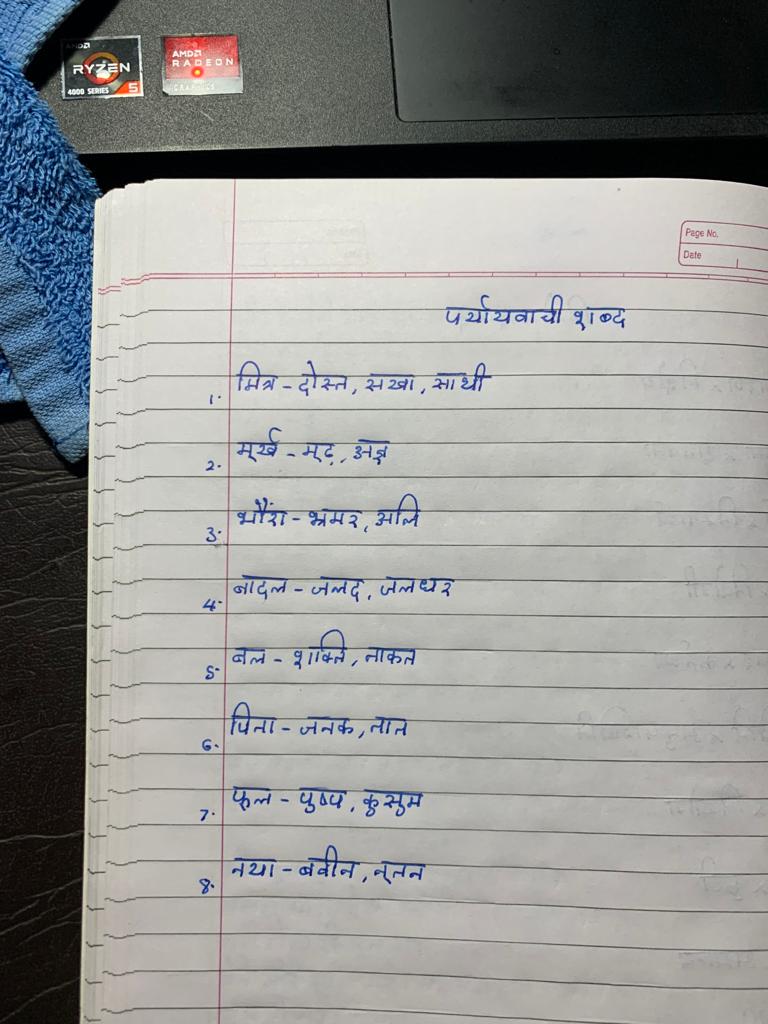 AMD
RYZEN
4000 SERIES 5
AMD
RADEON
GRAPHICS
Page No.
Date
पर्यायवाची शब्द
1. मित्र - दोस्त, सखा, साथी
2. मूर्ख - मूढ़, अज्ञ
3. भौंरा - भ्रमर, अलि
4. बादल - जलद, जलधर
5. बल - शक्ति, ताकत
6. पिता - जनक, तात
7. फूल - पुष्प, कुसुम
8. नया - बवीन, नूतन